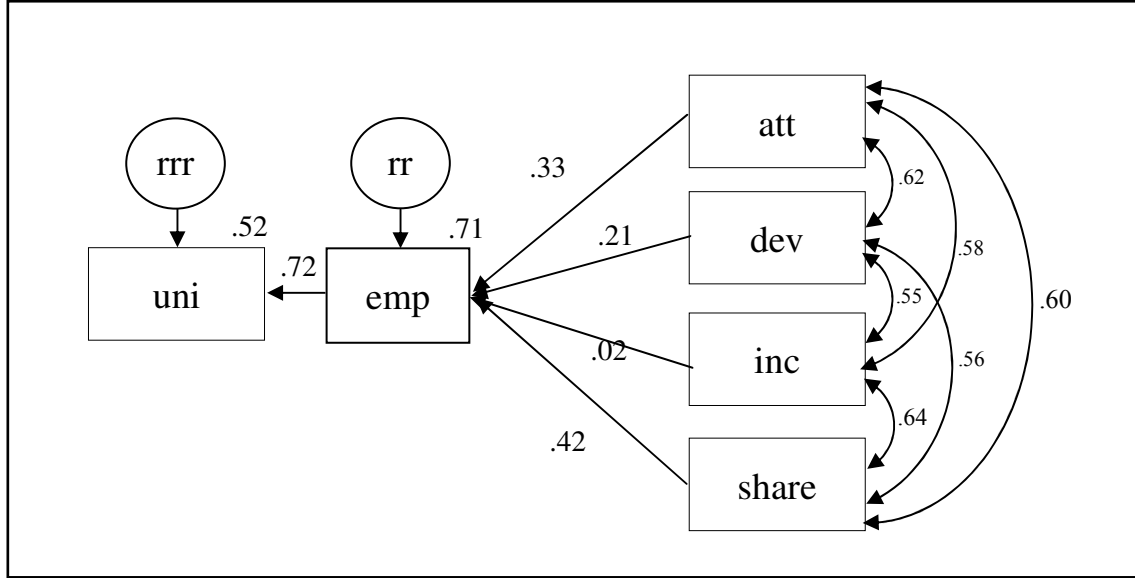 att
rrr
rr
.33
.62
.52
.71
.21
dev
.58
.72
uni
emp
.55
.60
.02
inc
.56
.64
.42
share